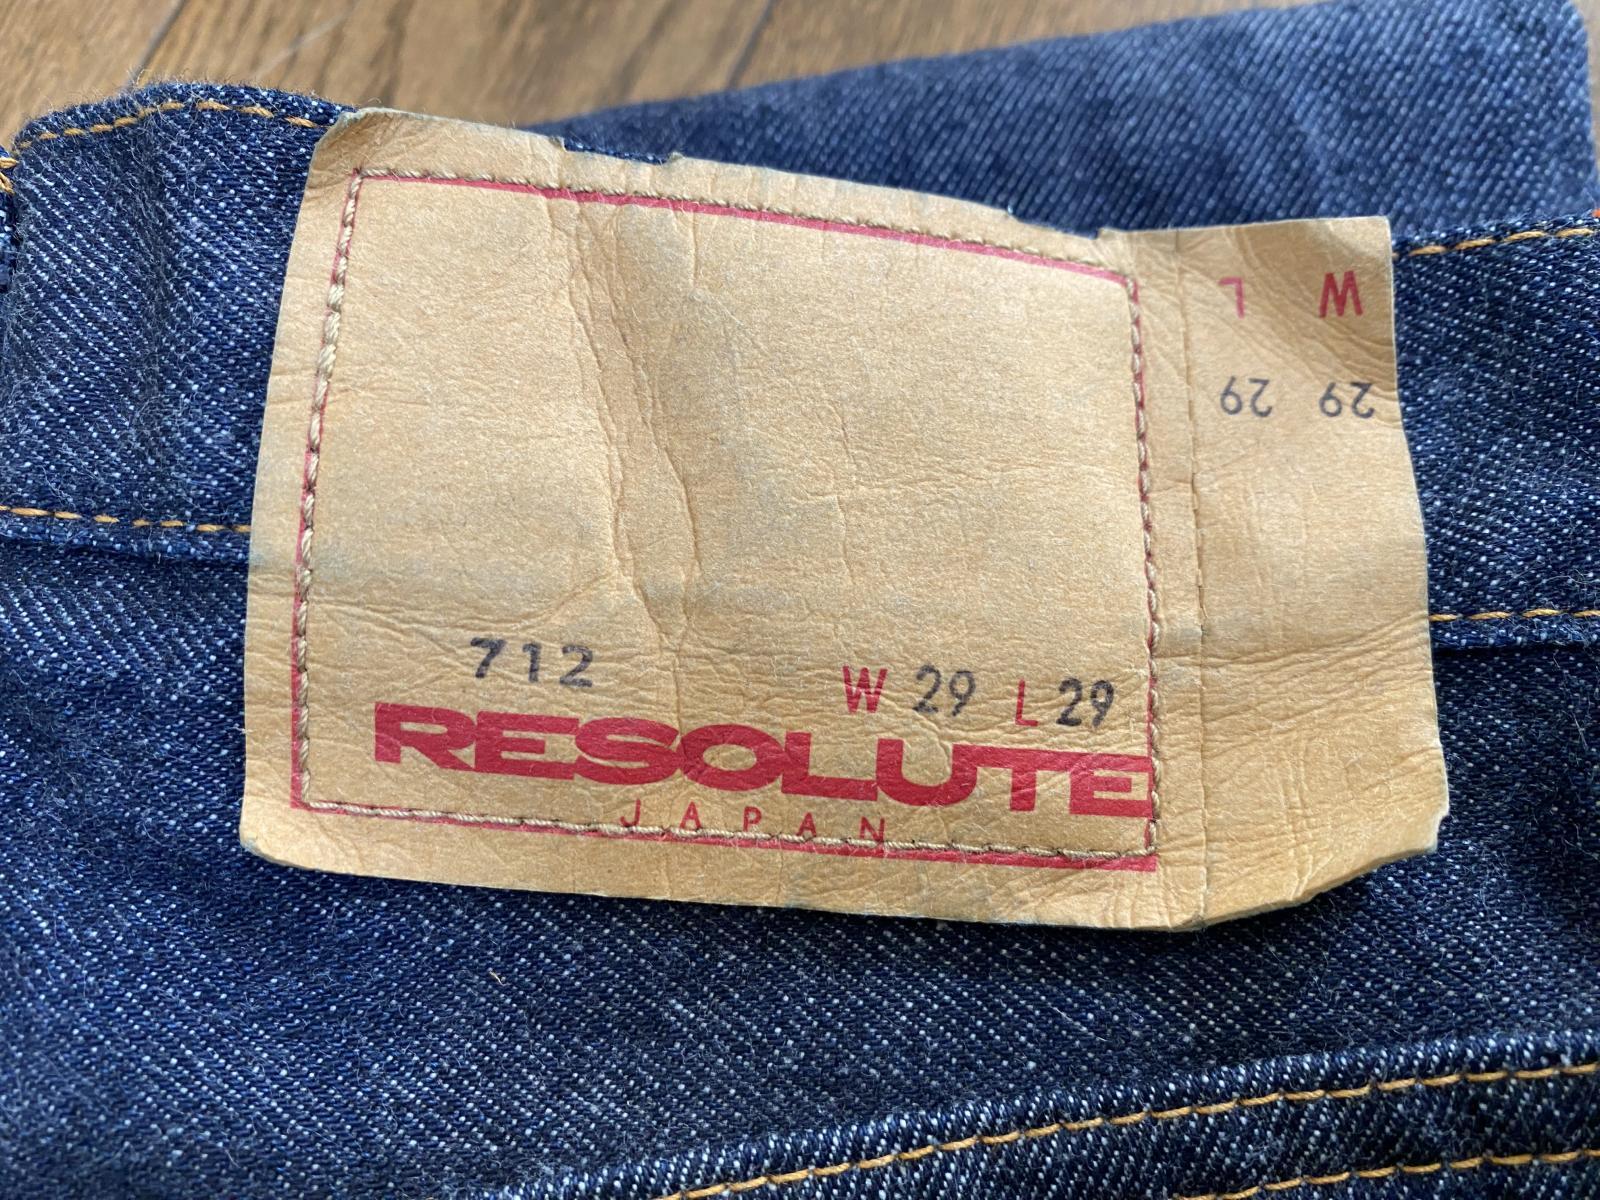 712 W 29 L 29
RESOLUTE
JAPAN
W L
29 29